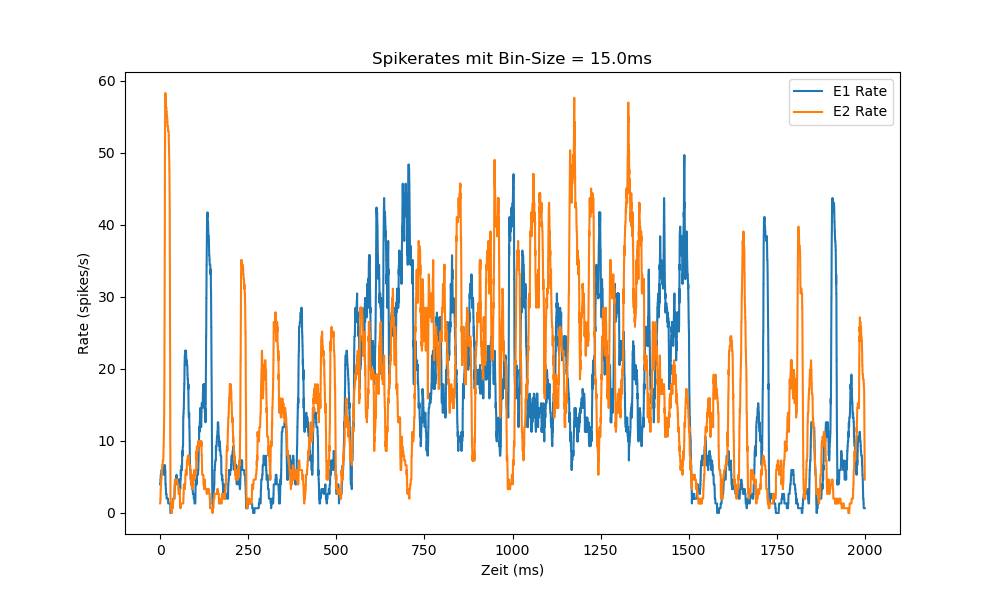 Spikerates mit Bin-Size = 15.0ms
E1 Rate
E2 Rate
60
50
40
30
20
10
0
Rate (spikes/s)
0 250 500 750 1000 1250 1500 1750 2000
Zeit (ms)